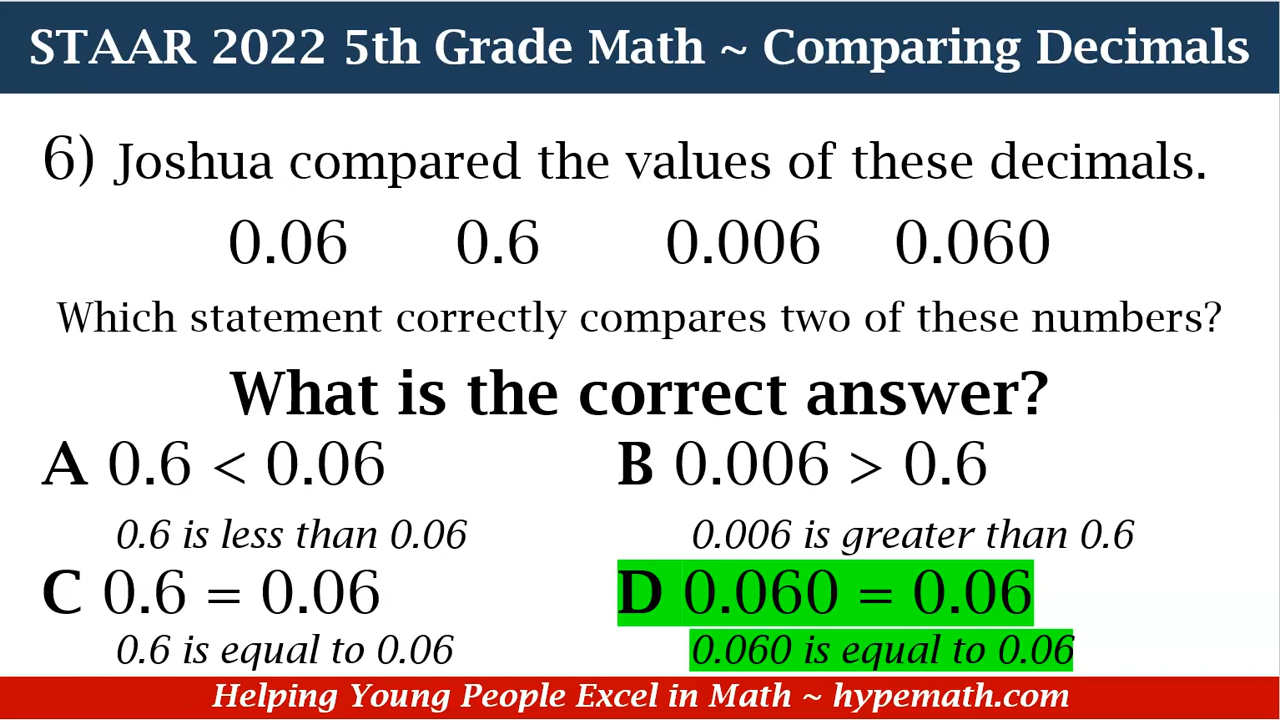 STAAR 2022 5th Grade Math ~ Comparing Decimals
6) Joshua compared the values of these decimals.
0.06 0.6 0.006 0.060
Which statement correctly compares two of these numbers?
What is the correct answer?
A 0.6 < 0.06 B 0.006 > 0.6
0.6 is less than 0.06 0.006 is greater than 0.6
C 0.6 = 0.06 D 0.060 = 0.06
0.6 is equal to 0.06 0.060 is equal to 0.06
Helping Young People Excel in Math ~ hypemath.com